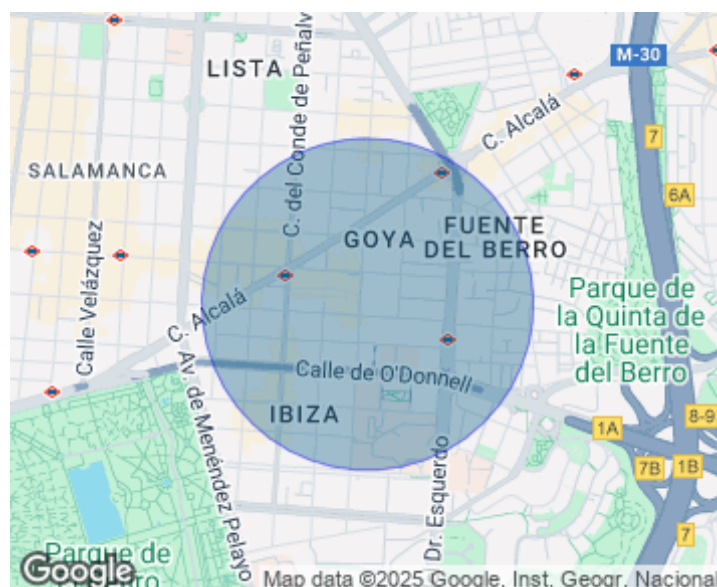 M-30
LISTA
C. del Conde de Peñalv
C. Alcalá
7
SALAMANCA
6A
GOYA
FUENTE
DEL BERRO
Calle Velázquez
Parque de
la Quinta de
la Fuente
del Berro
C. Alcalá
Calle de O'Donnell
Av. de Menéndez Pelayo
IBIZA
8-9
1A
Dr. Esquerdo
7B
1B
7
Parque de
Google
Map data ©2025 Google, Inst. Geogr. Nacional